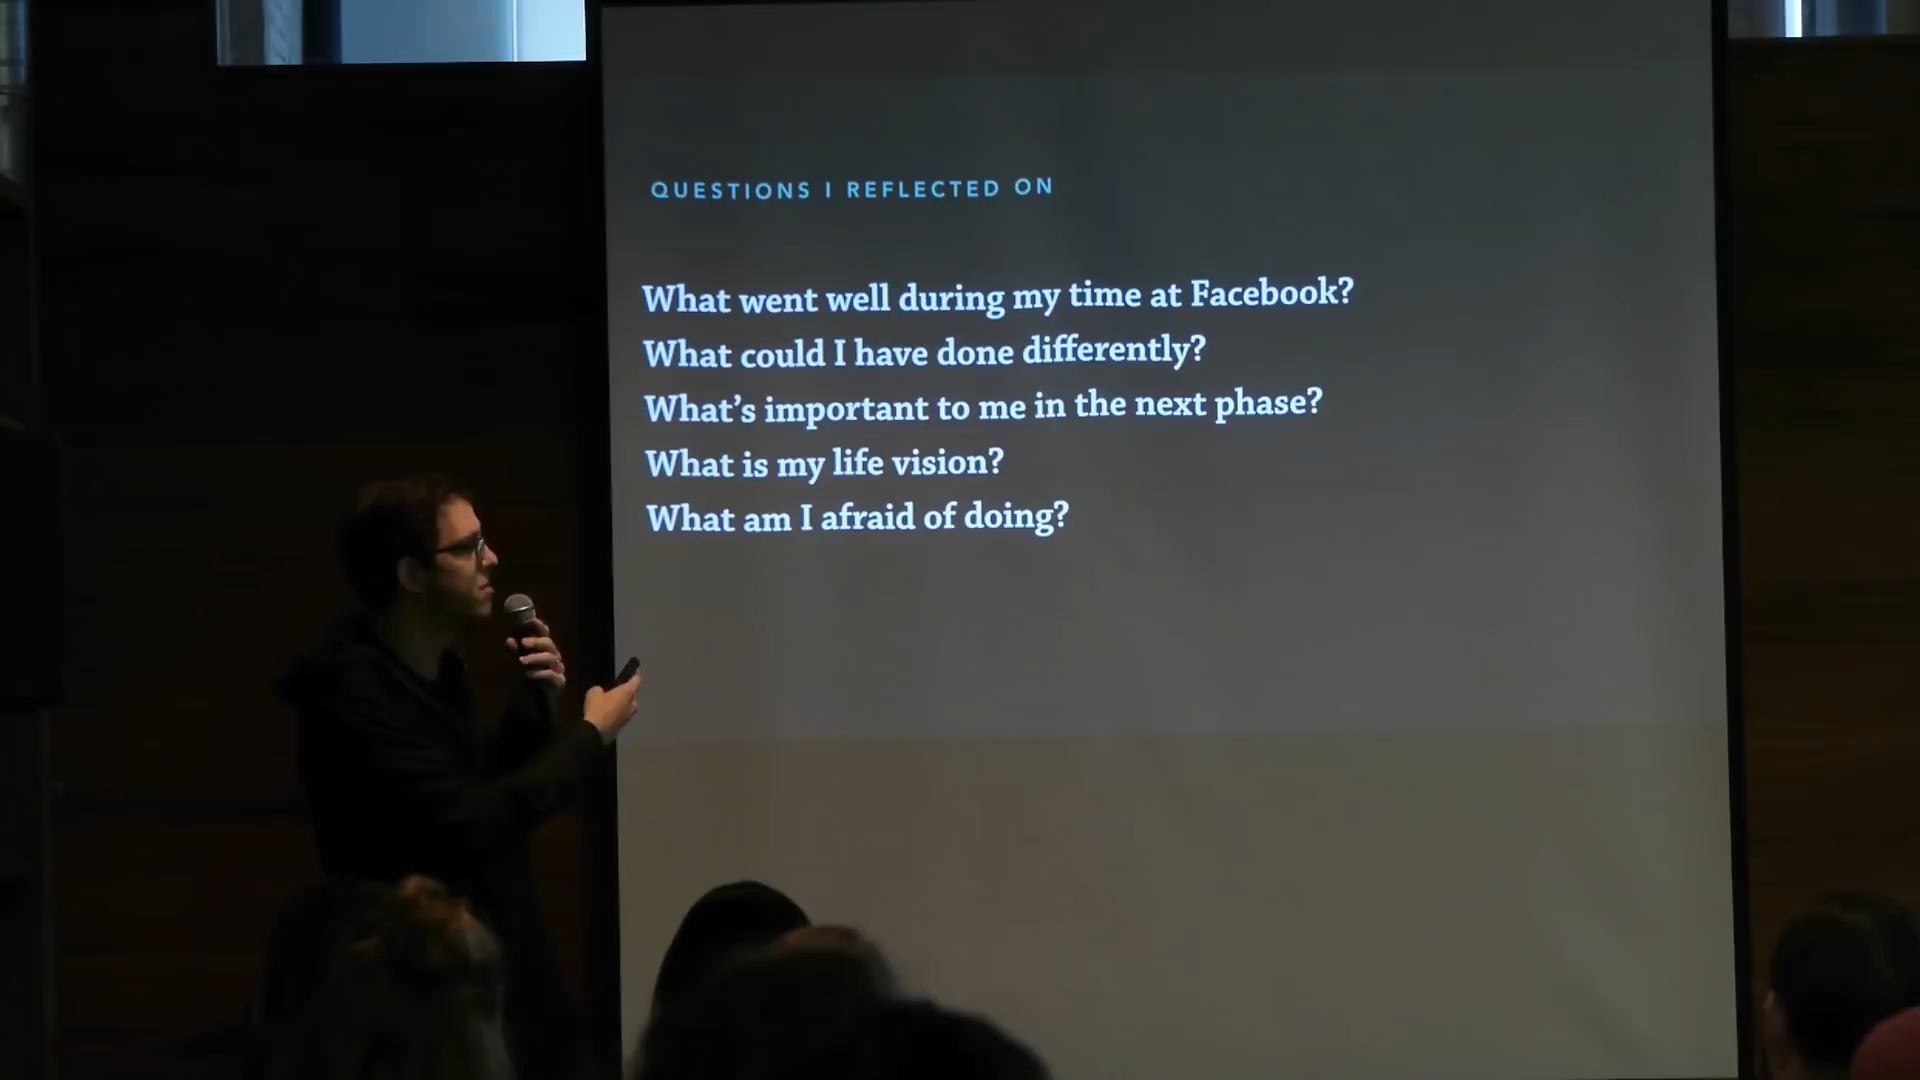 QUESTIONS I REFLECTED ON
What went well during my time at Facebook?
What could I have done differently?
What's important to me in the next phase?
What is my life vision?
What am I afraid of doing?